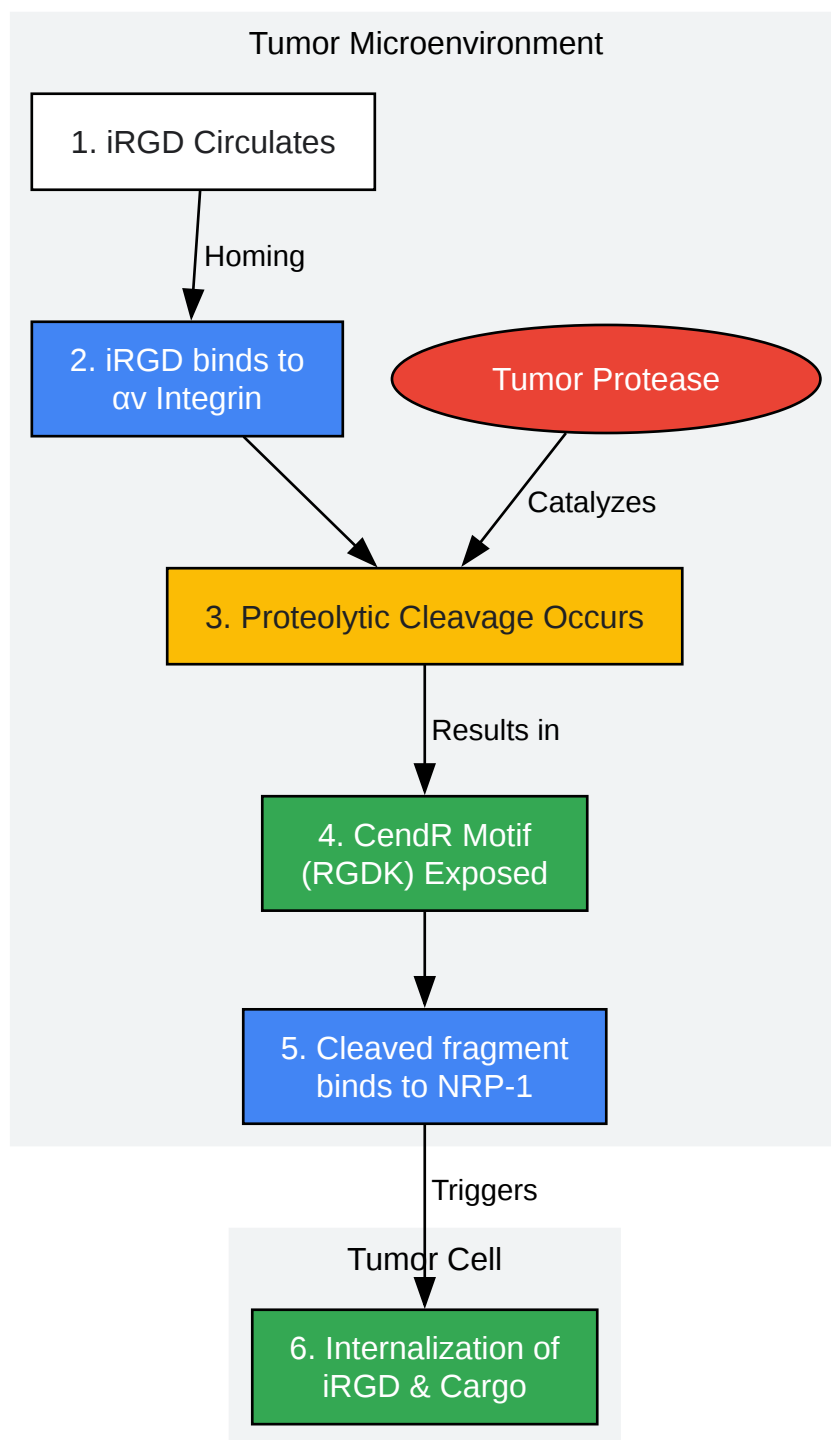 Tumor Microenvironment
1. iRGD Circulates
Homing
2. iRGD binds to
αv Integrin
Tumor Protease
Catalyzes
3. Proteolytic Cleavage Occurs
Results in
4. CendR Motif
(RGDK) Exposed
5. Cleaved fragment
binds to NRP-1
Triggers
Tumor Cell
6. Internalization of
iRGD & Cargo